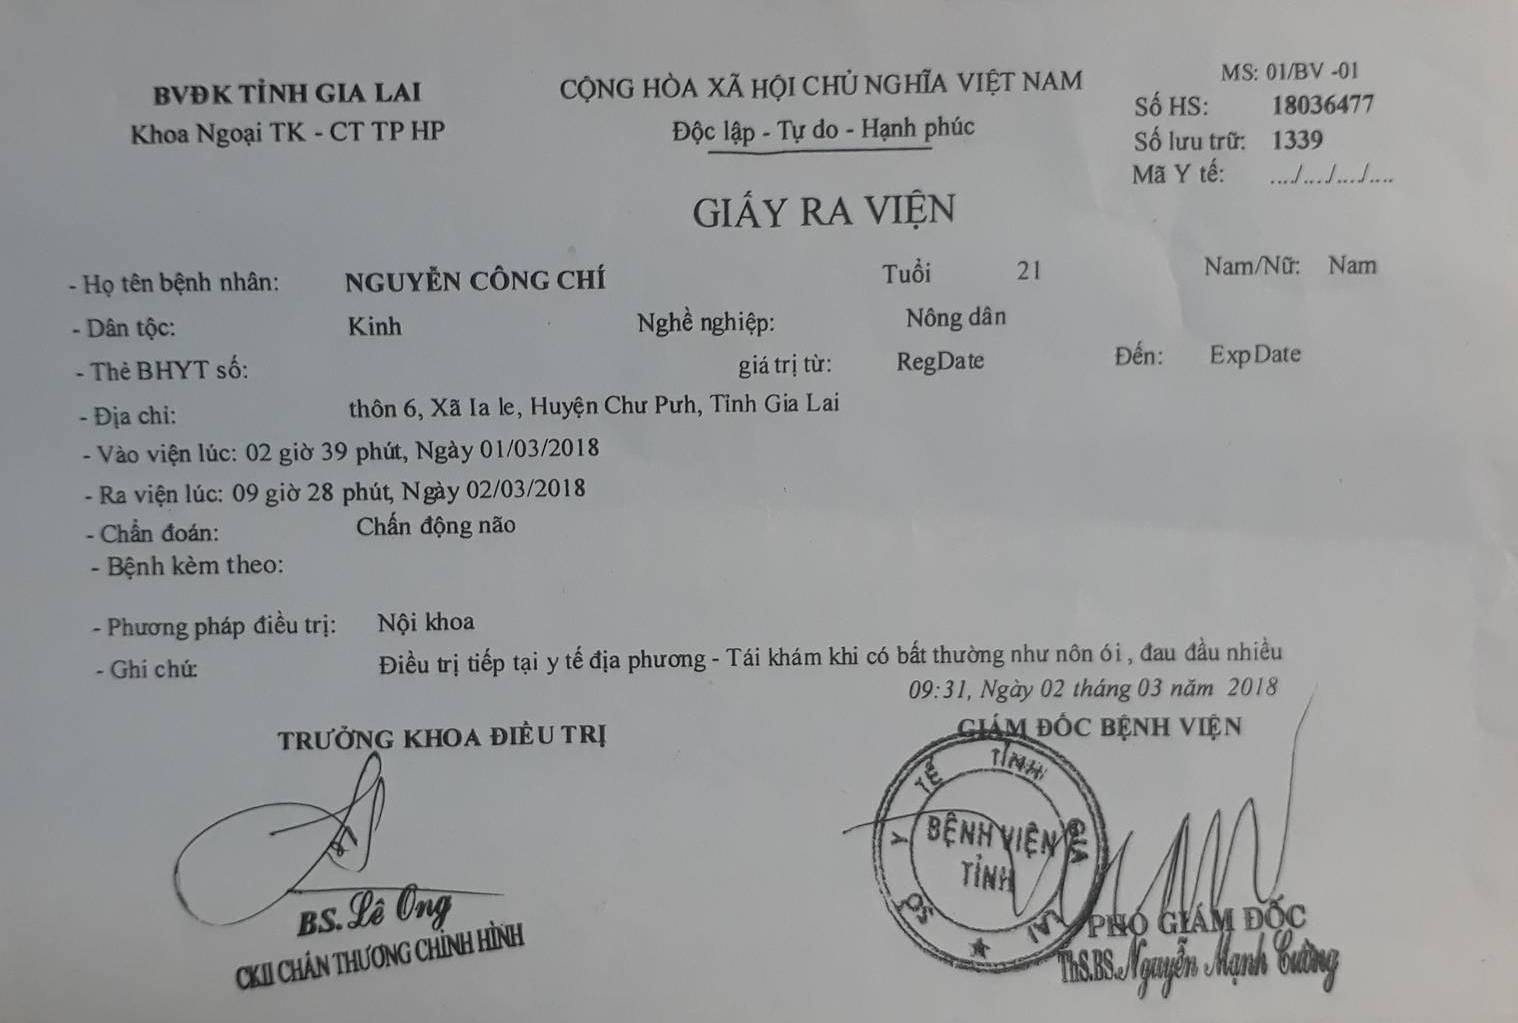 BVĐK TỈNH GIA LAI
Khoa Ngoại TK - CT TP HP
CỘNG HÒA XÃ HỘI CHỦ NGHĨA VIỆT NAM
Độc lập - Tự do - Hạnh phúc
MS: 01/BV -01
Số HS: 18036477
Số lưu trữ: 1339
Mã Y tế: ..../..../..../....
GIẤY RA VIỆN
- Họ tên bệnh nhân: NGUYỄN CÔNG CHÍ Tuổi 21 Nam/Nữ: Nam
- Dân tộc: Kinh Nghề nghiệp: Nông dân
- Thẻ BHYT số: giá trị từ: RegDate Đến: ExpDate
- Địa chỉ: thôn 6, Xã Ia le, Huyện Chư Pưh, Tỉnh Gia Lai
- Vào viện lúc: 02 giờ 39 phút, Ngày 01/03/2018
- Ra viện lúc: 09 giờ 28 phút, Ngày 02/03/2018
- Chẩn đoán: Chấn động não
- Bệnh kèm theo:
- Phương pháp điều trị: Nội khoa
- Ghi chú: Điều trị tiếp tại y tế địa phương - Tái khám khi có bất thường như nôn ói , đau đầu nhiều
09:31, Ngày 02 tháng 03 năm 2018
TRƯỞNG KHOA ĐIỀU TRỊ
GIÁM ĐỐC BỆNH VIỆN
SỞ Y TẾ TỈNH GIA LAI
BỆNH VIỆN
TỈNH
BS. Lê Ong
CKII CHẤN THƯƠNG CHỈNH HÌNH
PHÓ GIÁM ĐỐC
ThS.BS. Nguyễn Mạnh Cường